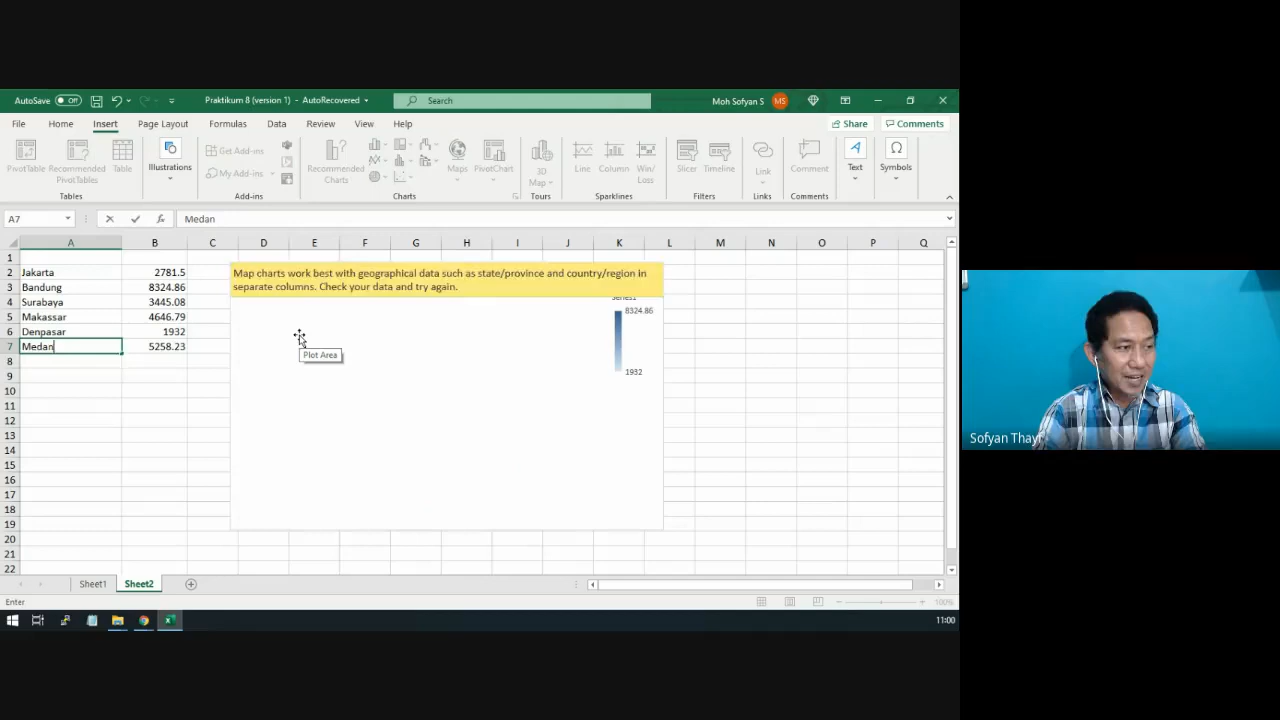 AutoSave Off Praktikum 8 (version 1) - AutoRecovered Search Moh Sofyan S MS
File Home Insert Page Layout Formulas Data Review View Help Share Comments
PivotTable Recommended PivotTables Table Illustrations Get Add-ins My Add-ins Recommended Charts Maps PivotChart 3D Map Line Column Win/Loss Slicer Timeline Link Comment Text Symbols
Tables Add-ins Charts Tours Sparklines Filters Links Comments
A7 fx Medan
A B C D E F G H I J K L M N O P Q
1
2 Jakarta 2781.5
3 Bandung 8324.86
4 Surabaya 3445.08
5 Makassar 4646.79
6 Denpasar 1932
7 Medan 5258.23
8
9
10
11
12
13
14
15
16
17
18
19
20
21
22
Map charts work best with geographical data such as state/province and country/region in
separate columns. Check your data and try again.
Series1
8324.86
1932
Plot Area
Sofyan Thayf
Sheet1 Sheet2
Enter 100%
11:00